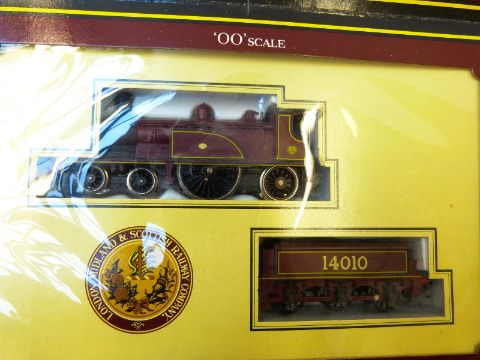 'OO' SCALE
LONDON MIDLAND & SCOTTISH RAILWAY COMPANY
14010